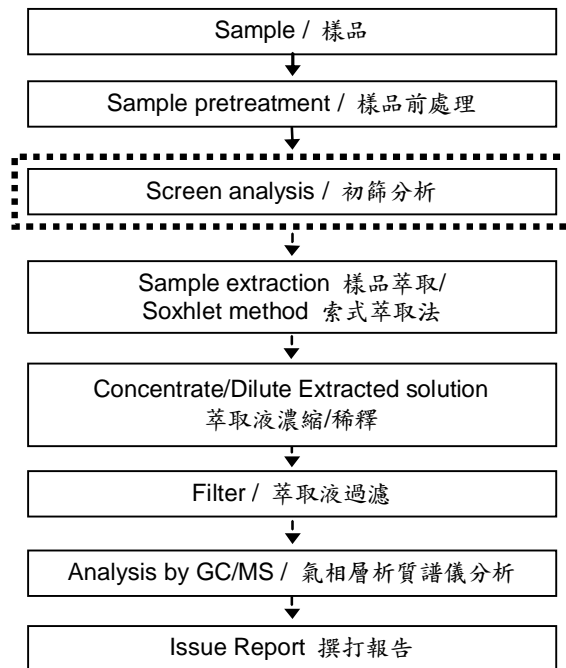 Sample / 樣品
Sample pretreatment / 樣品前處理
Screen analysis / 初篩分析
Sample extraction 樣品萃取/
Soxhlet method 索式萃取法
Concentrate/Dilute Extracted solution
萃取液濃縮/稀釋
Filter / 萃取液過濾
Analysis by GC/MS / 氣相層析質譜儀分析
Issue Report 撰打報告